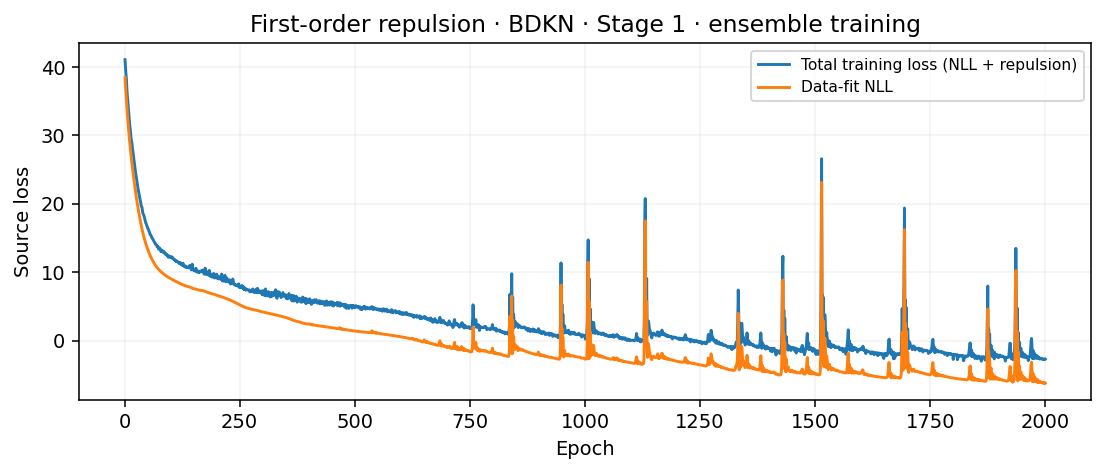 First-order repulsion · BDKN · Stage 1 · ensemble training
Total training loss (NLL + repulsion)
Data-fit NLL
Source loss
40
30
20
10
0
0 250 500 750 1000 1250 1500 1750 2000
Epoch